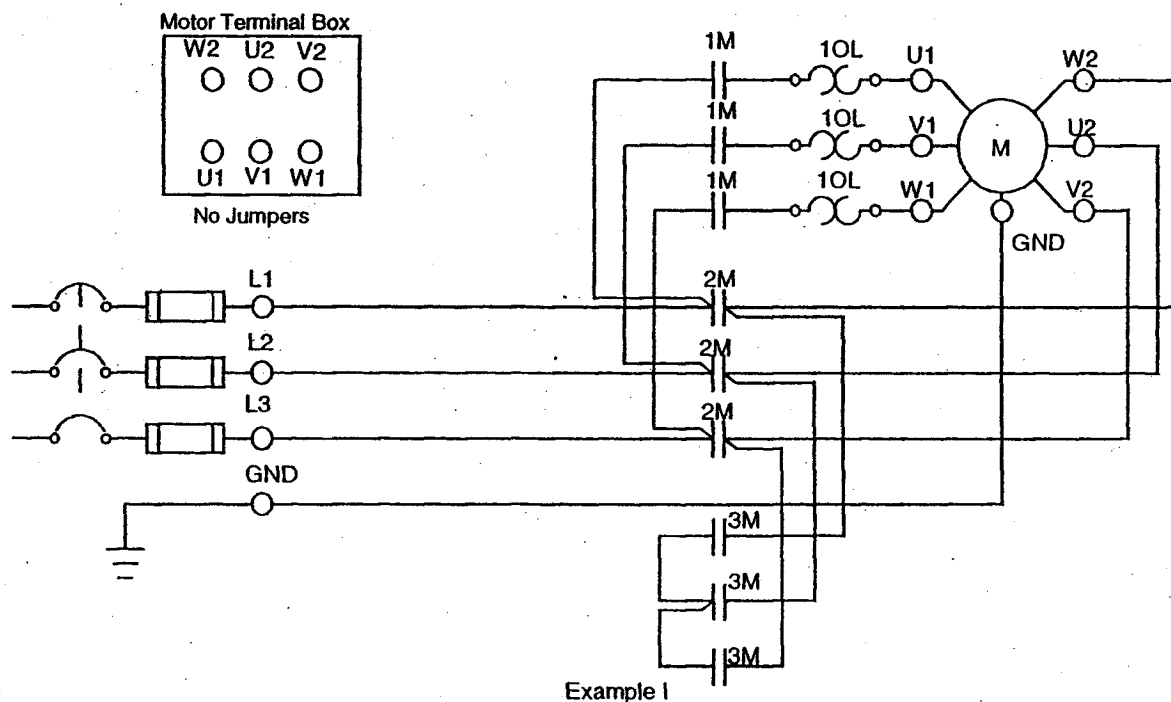 Motor Terminal Box
W2 U2 V2
U1 V1 W1
No Jumpers
1M 1OL U1 W2
1M 1OL V1 M U2
1M 1OL W1 V2
GND
L1 2M
L2 2M
L3 2M
GND
3M
3M
3M
Example I